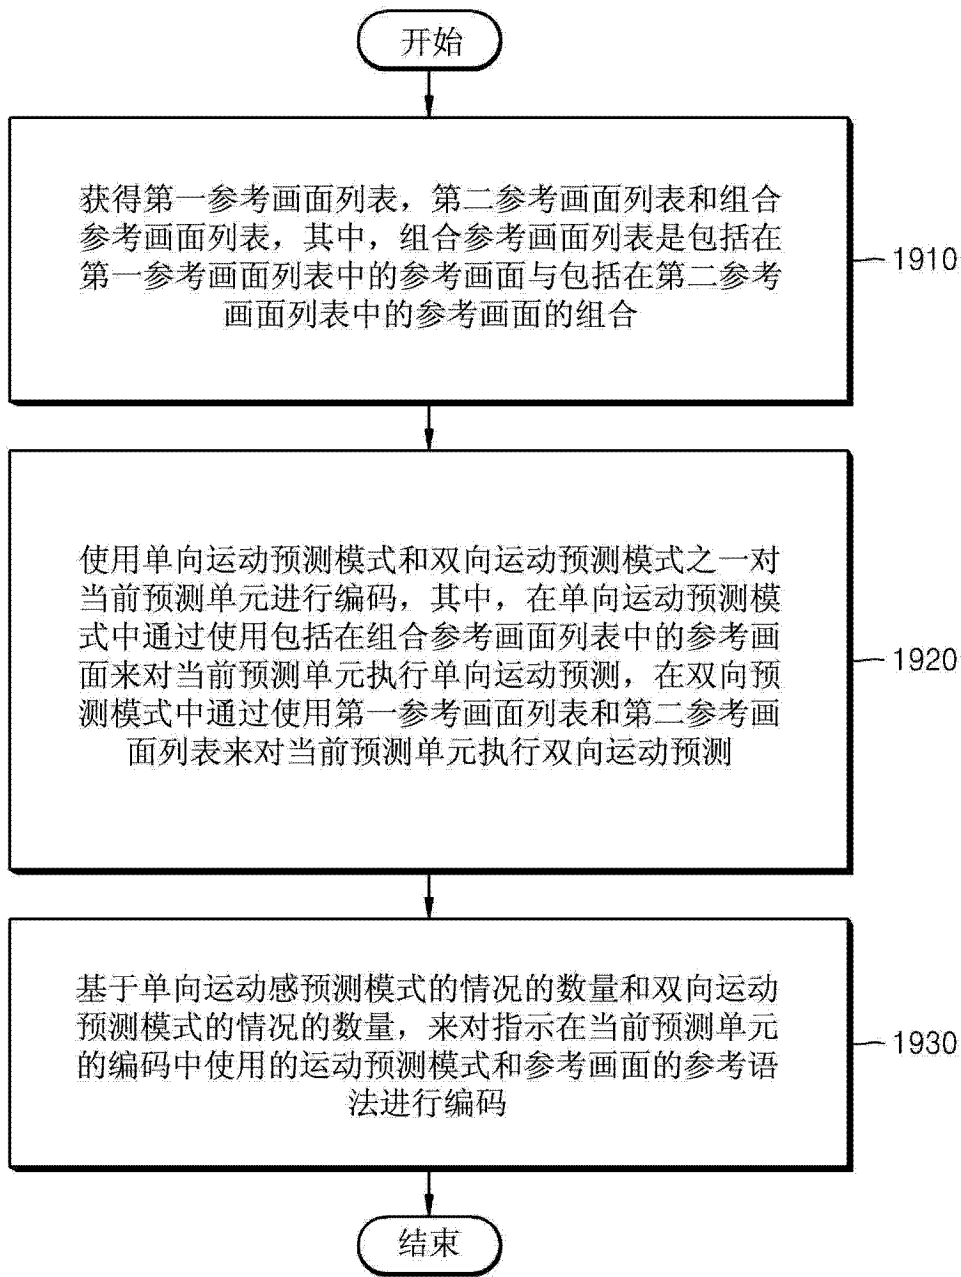 开始
获得第一参考画面列表，第二参考画面列表和组合
参考画面列表，其中，组合参考画面列表是包括在
第一参考画面列表中的参考画面与包括在第二参考
画面列表中的参考画面的组合
1910
使用单向运动预测模式和双向运动预测模式之一对
当前预测单元进行编码，其中，在单向运动预测模
式中通过使用包括在组合参考画面列表中的参考画
面来对当前预测单元执行单向运动预测，在双向预
测模式中通过使用第一参考画面列表和第二参考画
面列表来对当前预测单元执行双向运动预测
1920
基于单向运动感预测模式的情况的数量和双向运动
预测模式的情况的数量，来对指示在当前预测单元
的编码中使用的运动预测模式和参考画面的参考语
法进行编码
1930
结束